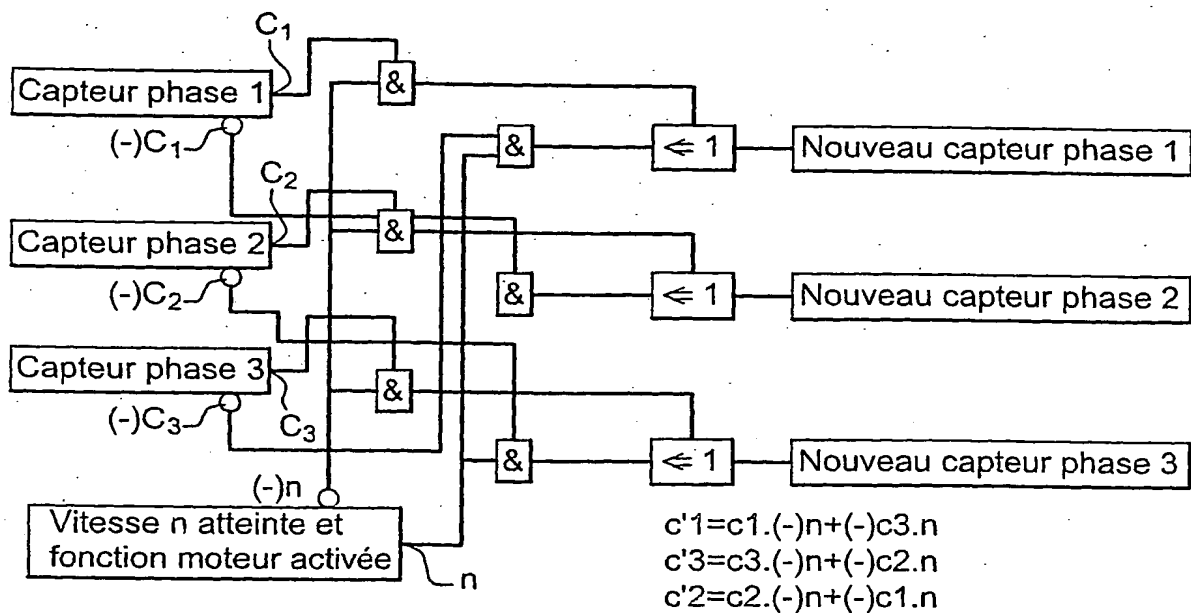 C1
Capteur phase 1
&
(-)C1
&
⩽ 1
Nouveau capteur phase 1
C2
Capteur phase 2
&
(-)C2
&
⩽ 1
Nouveau capteur phase 2
Capteur phase 3
&
(-)C3
C3
&
⩽ 1
Nouveau capteur phase 3
(-)n
Vitesse n atteinte et
fonction moteur activée
n
c'1=c1.(-)n+(-)c3.n
c'3=c3.(-)n+(-)c2.n
c'2=c2.(-)n+(-)c1.n